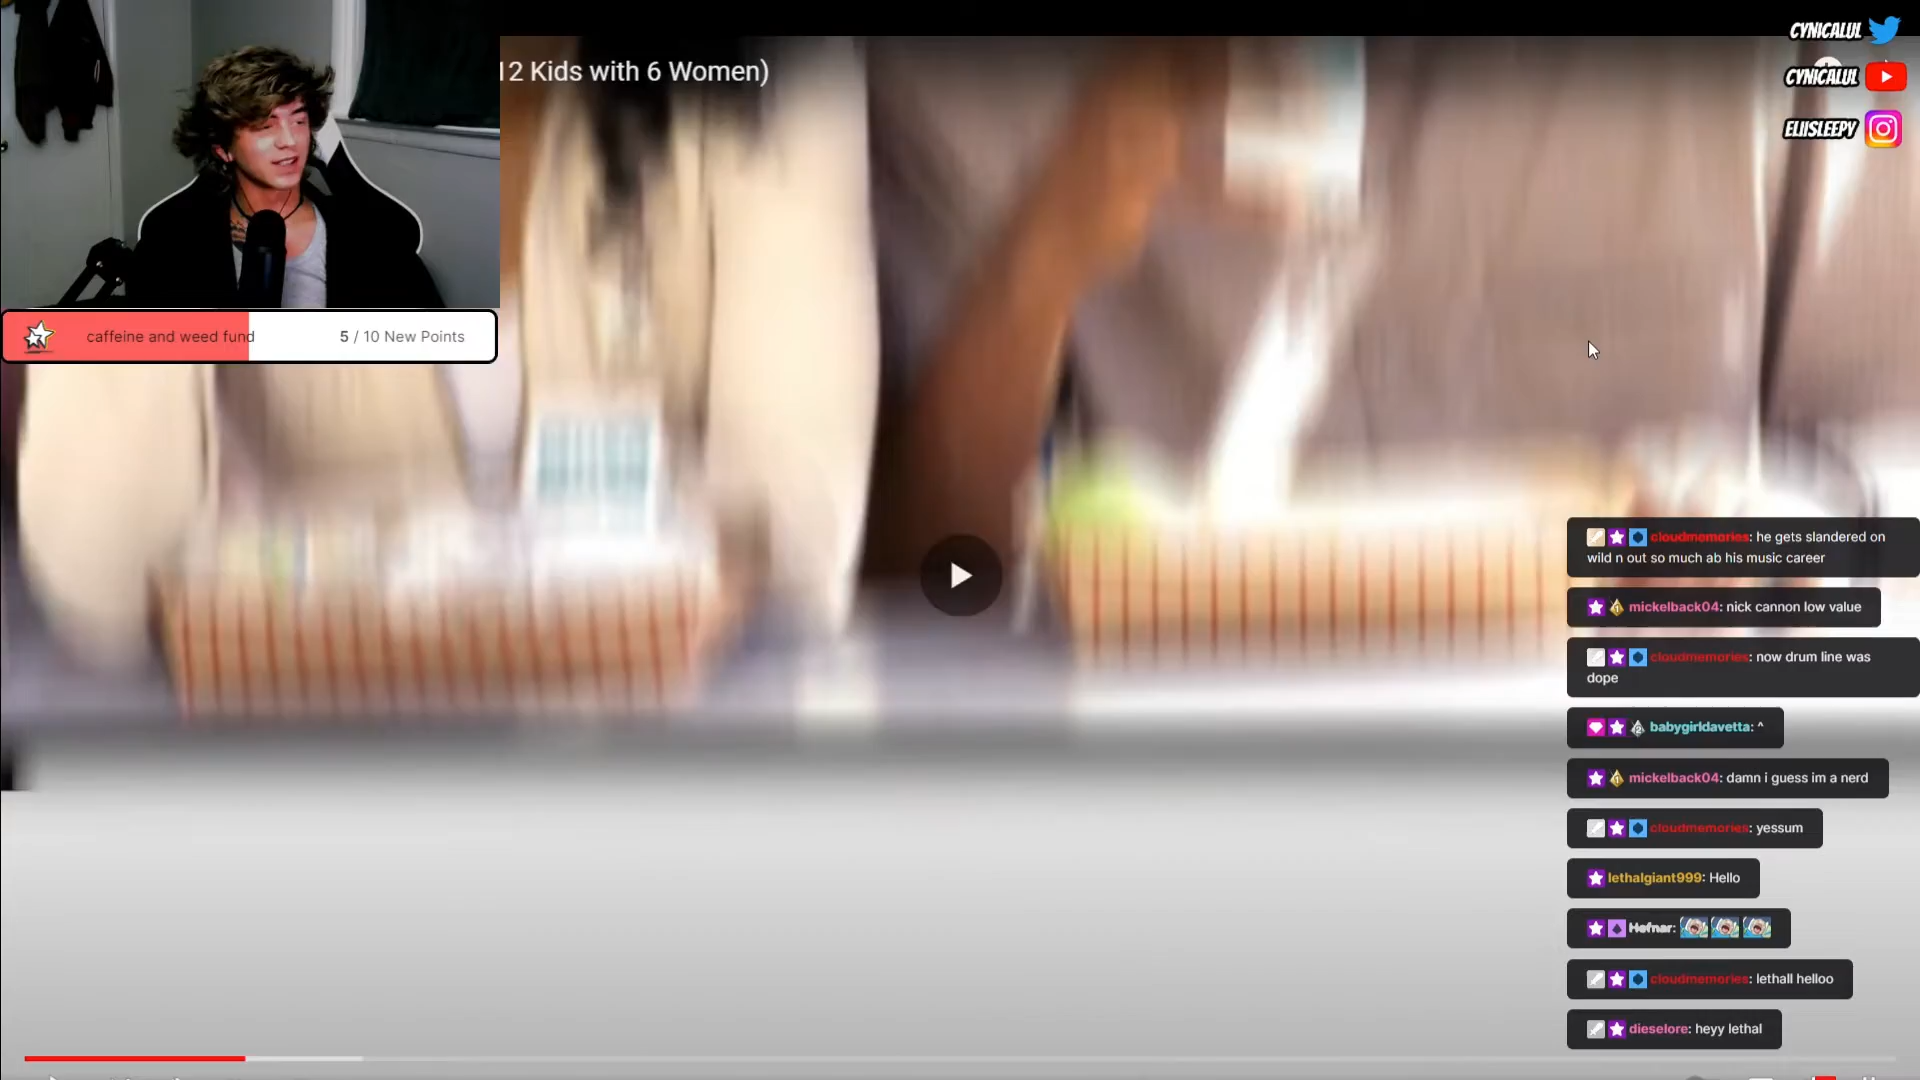 12 Kids with 6 Women)
CYNICALUL
CYNICALUL
ELIISLEEPY
caffeine and weed fund 5 / 10 New Points
cloudmemories: he gets slandered on
wild n out so much ab his music career
mickelback04: nick cannon low value
cloudmemories: now drum line was
dope
babygirldavetta: ^
mickelback04: damn i guess im a nerd
cloudmemories: yessum
lethalgiant999: Hello
Hefnar:
cloudmemories: lethall helloo
dieselore: heyy lethal